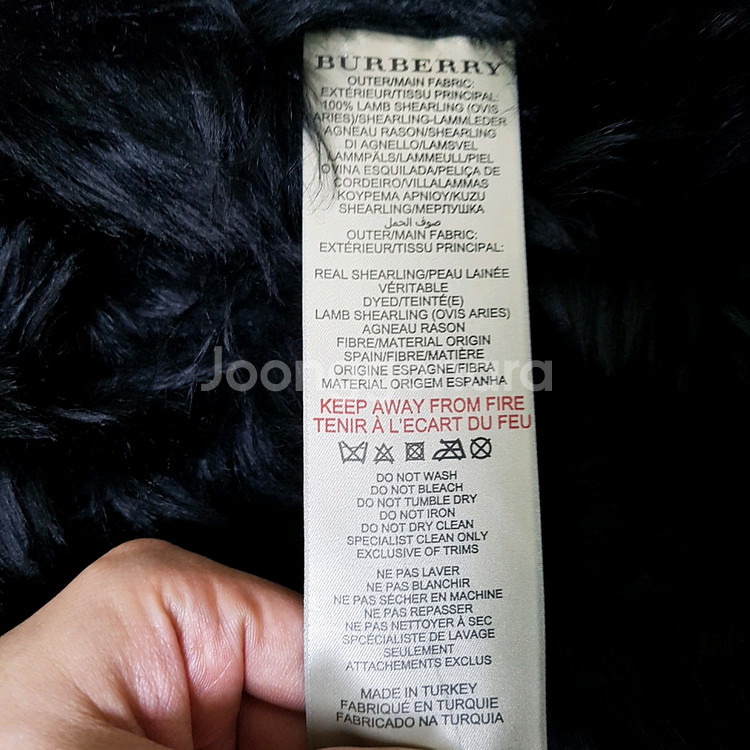 BURBERRY
OUTER/MAIN FABRIC:
EXTÉRIEUR/TISSU PRINCIPAL:
100% LAMB SHEARLING (OVIS
ARIES)/SHEARLING-LAMMLEDER
AGNEAU RASON/SHEARLING
DI AGNELLO/LAMSVEL
LAMMPÄLS/LAMMEULL/PIEL
OVINA ESQUILADA/PELIÇA DE
CORDEIRO/VILLALAMMAS
ΚΟΥΡΕΜΑ ΑΡΝΙΟΥ/KUZU
SHEARLING/МЕРЛУШКА
صوف الحمل
OUTER/MAIN FABRIC:
EXTÉRIEUR/TISSU PRINCIPAL:
REAL SHEARLING/PEAU LAINÉE
VÉRITABLE
DYED/TEINTÉ(E)
LAMB SHEARLING (OVIS ARIES)
AGNEAU RASON
FIBRE/MATERIAL ORIGIN
SPAIN/FIBRE/MATIÈRE
ORIGINE ESPAGNE/FIBRA
MATERIAL ORIGEM ESPANHA
KEEP AWAY FROM FIRE
TENIR À L'ECART DU FEU
DO NOT WASH
DO NOT BLEACH
DO NOT TUMBLE DRY
DO NOT IRON
DO NOT DRY CLEAN
SPECIALIST CLEAN ONLY
EXCLUSIVE OF TRIMS
NE PAS LAVER
NE PAS BLANCHIR
NE PAS SÉCHER EN MACHINE
NE PAS REPASSER
NE PAS NETTOYER À SEC
SPÉCIALISTE DE LAVAGE
SEULEMENT
ATTACHEMENTS EXCLUS
MADE IN TURKEY
FABRIQUÉ EN TURQUIE
FABRICADO NA TURQUIA